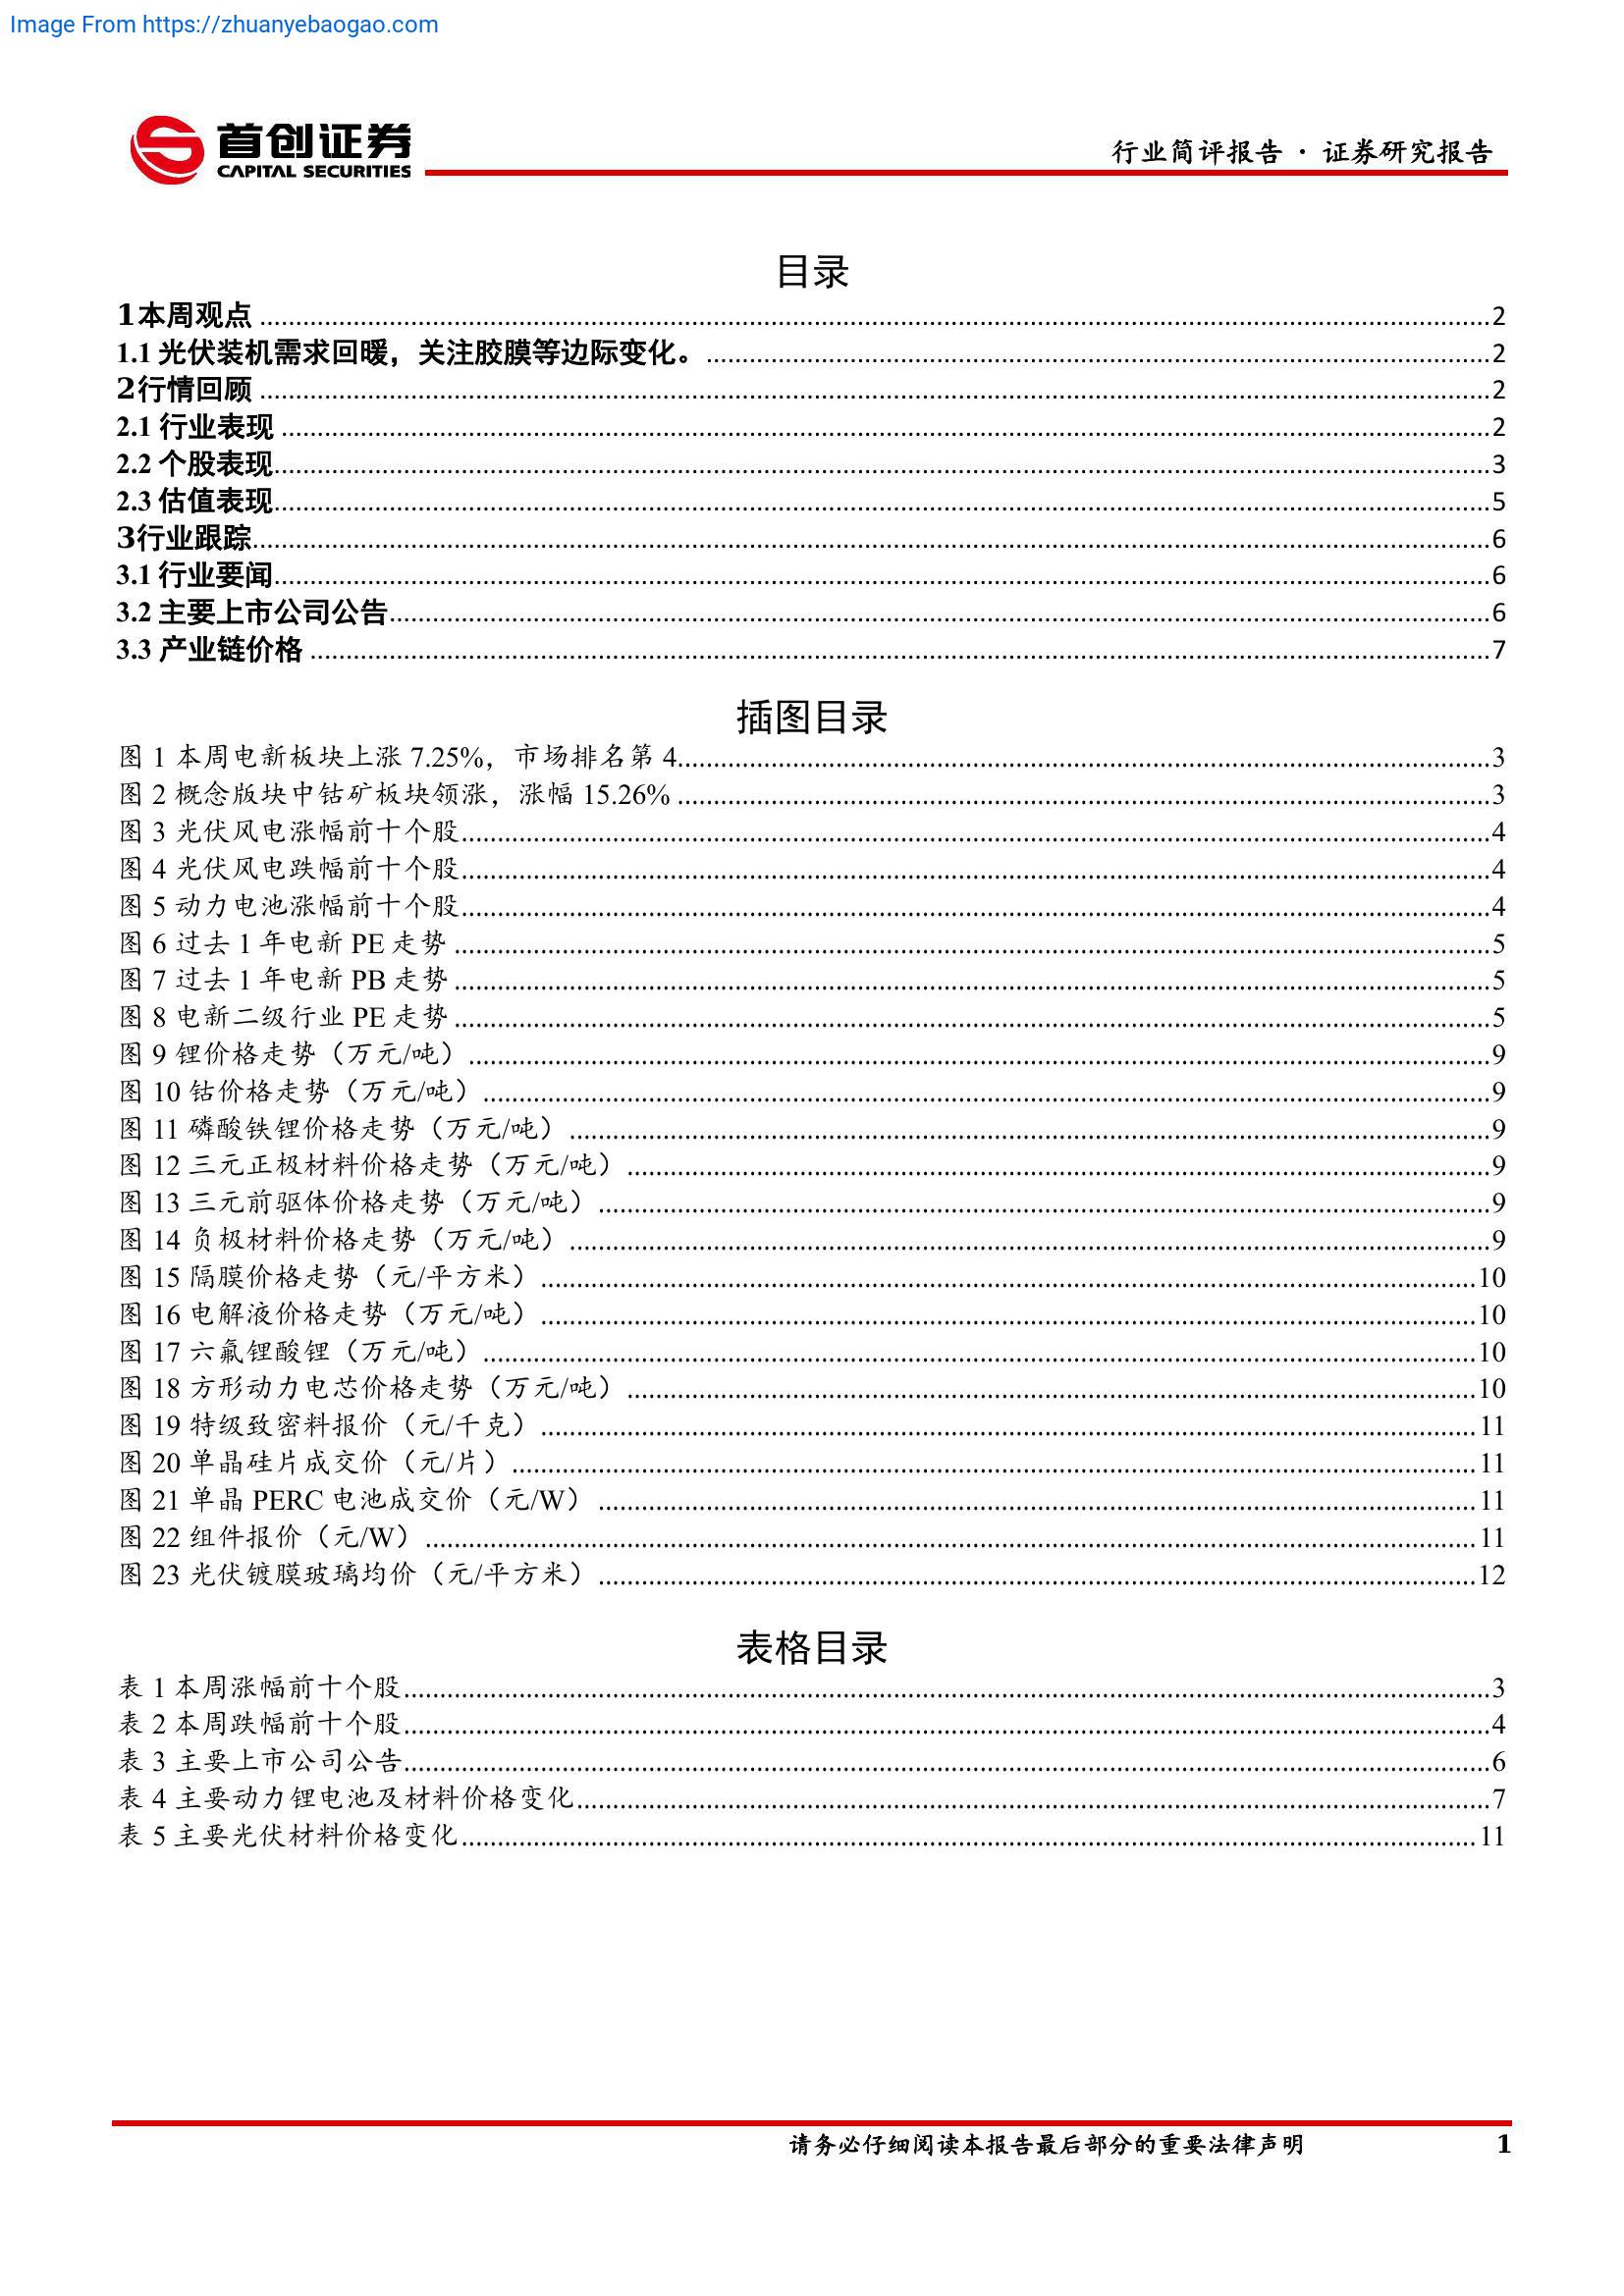 Image From https://zhuanyebaogao.com
首创证券
CAPITAL SECURITIES
行业简评报告 · 证券研究报告
目录
1本周观点 2
1.1 光伏装机需求回暖，关注胶膜等边际变化。 2
2行情回顾 2
2.1 行业表现 2
2.2 个股表现 3
2.3 估值表现 5
3行业跟踪 6
3.1 行业要闻 6
3.2 主要上市公司公告 6
3.3 产业链价格 7
插图目录
图 1 本周电新板块上涨 7.25%，市场排名第 4 3
图 2 概念版块中钴矿板块领涨，涨幅 15.26% 3
图 3 光伏风电涨幅前十个股 4
图 4 光伏风电跌幅前十个股 4
图 5 动力电池涨幅前十个股 4
图 6 过去 1 年电新 PE 走势 5
图 7 过去 1 年电新 PB 走势 5
图 8 电新二级行业 PE 走势 5
图 9 锂价格走势（万元/吨） 9
图 10 钴价格走势（万元/吨） 9
图 11 磷酸铁锂价格走势（万元/吨） 9
图 12 三元正极材料价格走势（万元/吨） 9
图 13 三元前驱体价格走势（万元/吨） 9
图 14 负极材料价格走势（万元/吨） 9
图 15 隔膜价格走势（元/平方米） 10
图 16 电解液价格走势（万元/吨） 10
图 17 六氟锂酸锂（万元/吨） 10
图 18 方形动力电芯价格走势（万元/吨） 10
图 19 特级致密料报价（元/千克） 11
图 20 单晶硅片成交价（元/片） 11
图 21 单晶 PERC 电池成交价（元/W） 11
图 22 组件报价（元/W） 11
图 23 光伏镀膜玻璃均价（元/平方米） 12
表格目录
表 1 本周涨幅前十个股 3
表 2 本周跌幅前十个股 4
表 3 主要上市公司公告 6
表 4 主要动力锂电池及材料价格变化 7
表 5 主要光伏材料价格变化 11
请务必仔细阅读本报告最后部分的重要法律声明 1